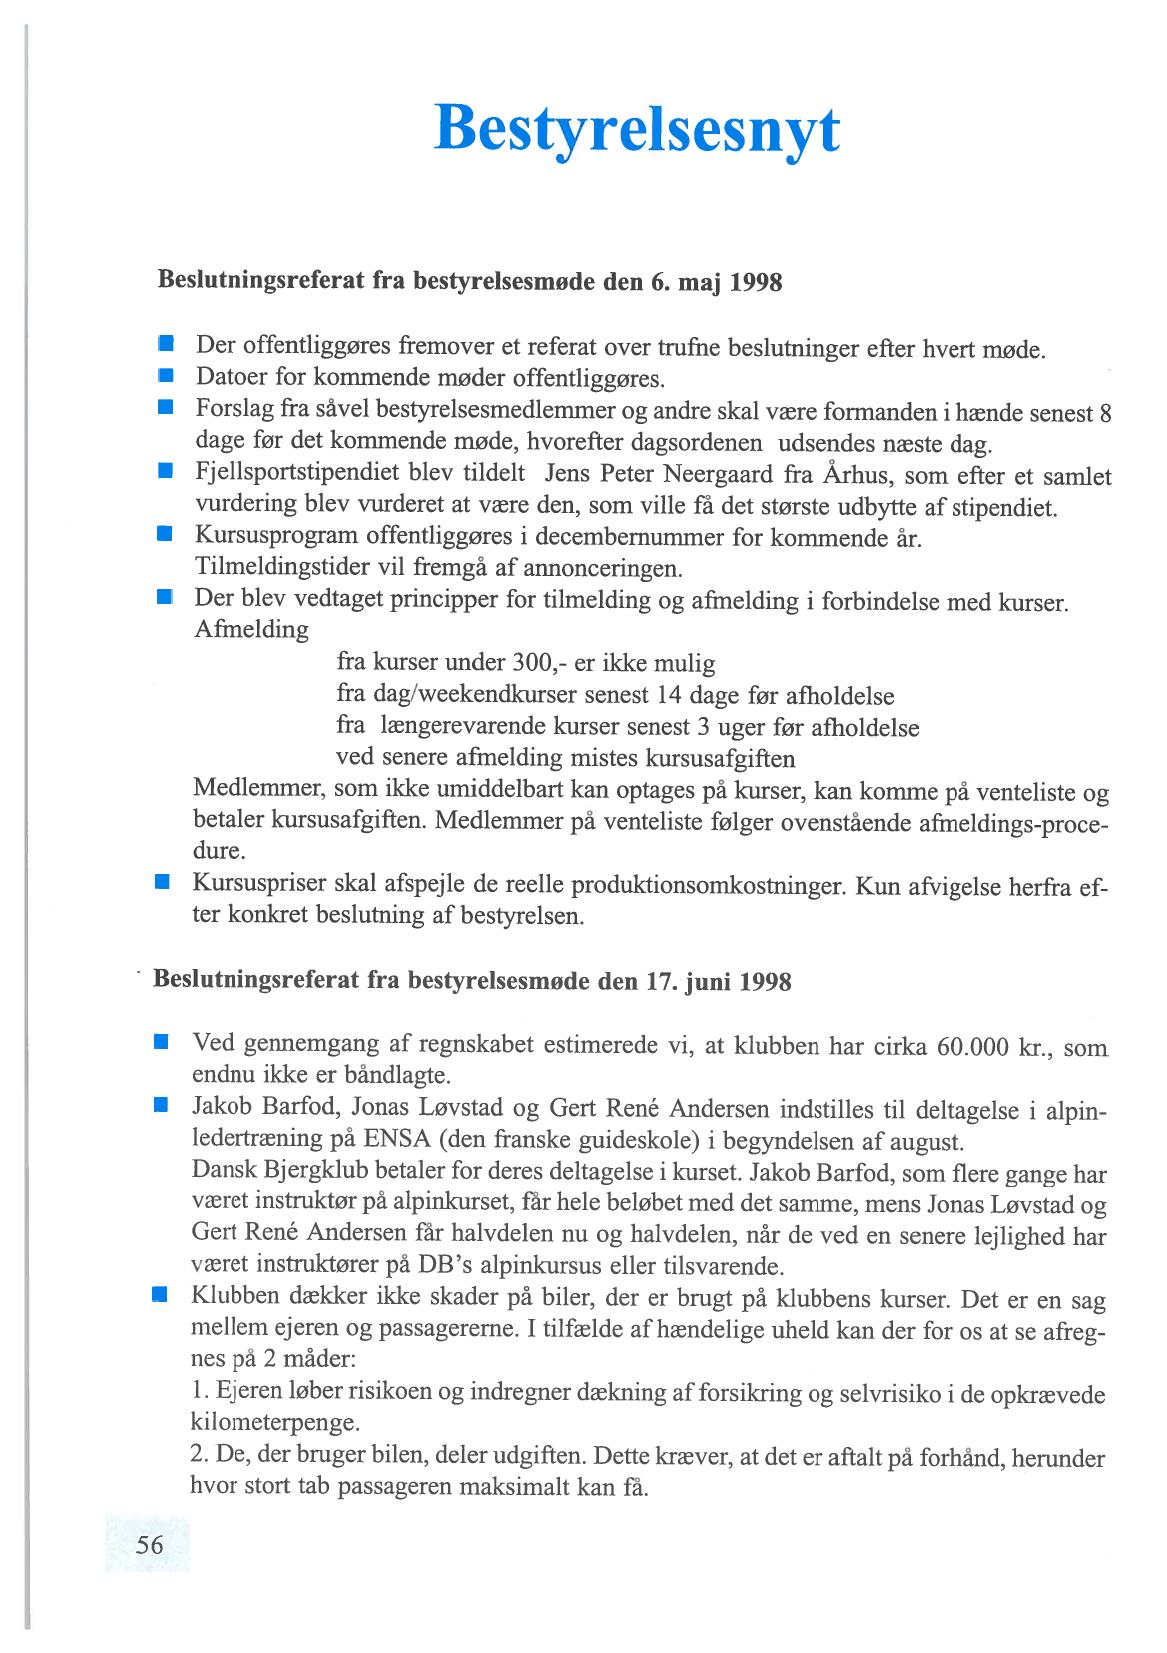 Bestyrelsesnyt
Beslutningsreferat fra bestyrelsesmøde den 6. maj 1998
■ Der offentliggøres fremover et referat over trufne beslutninger efter hvert møde.
■ Datoer for kommende møder offentliggøres.
■ Forslag fra såvel bestyrelsesmedlemmer og andre skal være formanden i hænde senest 8
dage før det kommende møde, hvorefter dagsordenen udsendes næste dag.
■ Fjellsportstipendiet blev tildelt Jens Peter Neergaard fra Århus, som efter et samlet
vurdering blev vurderet at være den, som ville få det største udbytte af stipendiet.
■ Kursusprogram offentliggøres i decembernummer for kommende år.
Tilmeldingstider vil fremgå af annonceringen.
■ Der blev vedtaget principper for tilmelding og afmelding i forbindelse med kurser.
Afmelding
fra kurser under 300,- er ikke mulig
fra dag/weekendkurser senest 14 dage før afholdelse
fra længerevarende kurser senest 3 uger før afholdelse
ved senere afmelding mistes kursusafgiften
Medlemmer, som ikke umiddelbart kan optages på kurser, kan komme på venteliste og
betaler kursusafgiften. Medlemmer på venteliste følger ovenstående afmeldings-proce-
dure.
■ Kursuspriser skal afspejle de reelle produktionsomkostninger. Kun afvigelse herfra ef-
ter konkret beslutning af bestyrelsen.
Beslutningsreferat fra bestyrelsesmøde den 17. juni 1998
■ Ved gennemgang af regnskabet estimerede vi, at klubben har cirka 60.000 kr., som
endnu ikke er båndlagte.
■ Jakob Barfod, Jonas Løvstad og Gert René Andersen indstilles til deltagelse i alpin-
ledertræning på ENSA (den franske guideskole) i begyndelsen af august.
Dansk Bjergklub betaler for deres deltagelse i kurset. Jakob Barfod, som flere gange har
været instruktør på alpinkurset, får hele beløbet med det samme, mens Jonas Løvstad og
Gert René Andersen får halvdelen nu og halvdelen, når de ved en senere lejlighed har
været instruktører på DB's alpinkursus eller tilsvarende.
■ Klubben dækker ikke skader på biler, der er brugt på klubbens kurser. Det er en sag
mellem ejeren og passagererne. I tilfælde af hændelige uheld kan der for os at se afreg-
nes på 2 måder:
1. Ejeren løber risikoen og indregner dækning af forsikring og selvrisiko i de opkrævede
kilometerpenge.
2. De, der bruger bilen, deler udgiften. Dette kræver, at det er aftalt på forhånd, herunder
hvor stort tab passageren maksimalt kan få.
56